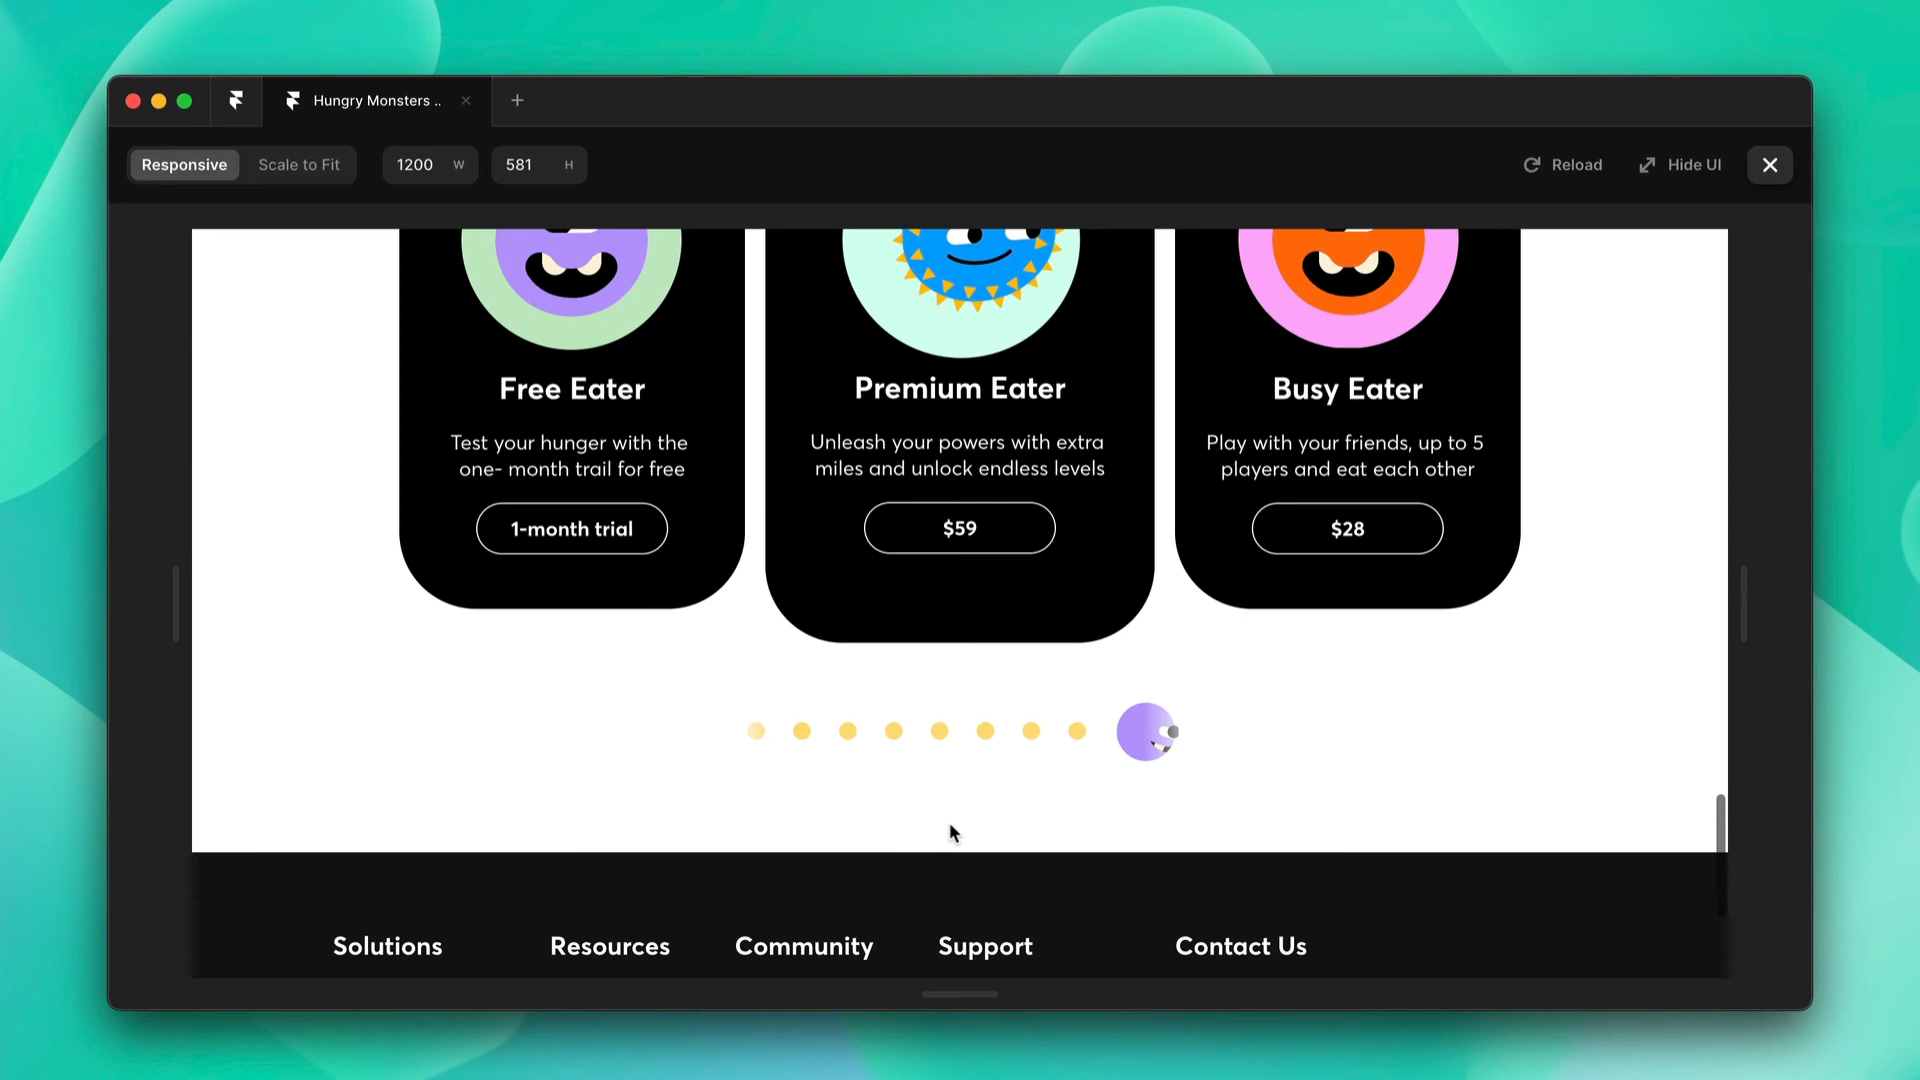 Hungry Monsters ..
Responsive
Scale to Fit
1200 W
581 H
Reload
Hide UI
Free Eater
Test your hunger with the
one- month trail for free
1-month trial
Premium Eater
Unleash your powers with extra
miles and unlock endless levels
$59
Busy Eater
Play with your friends, up to 5
players and eat each other
$28
Solutions
Resources
Community
Support
Contact Us